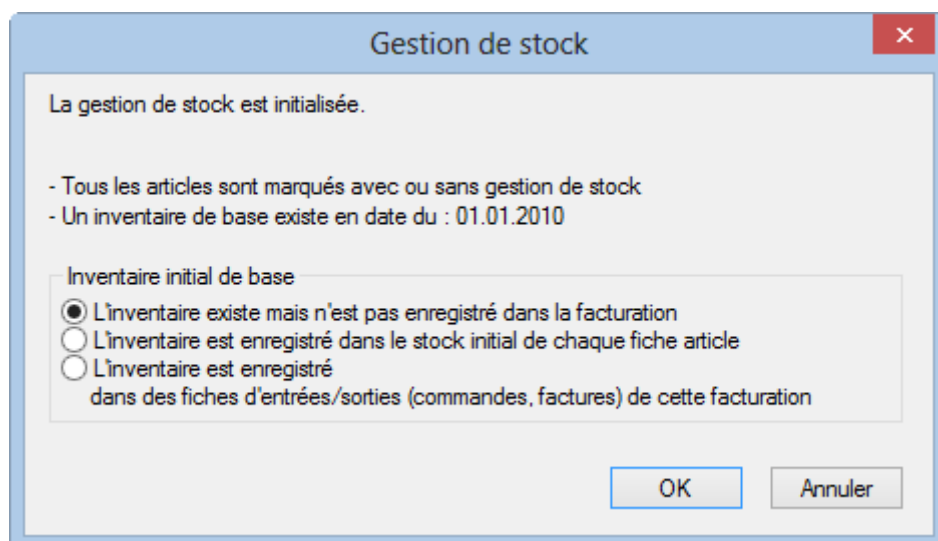 Gestion de stock
La gestion de stock est initialisée.
- Tous les articles sont marqués avec ou sans gestion de stock
- Un inventaire de base existe en date du : 01.01.2010
Inventaire initial de base
L'inventaire existe mais n'est pas enregistré dans la facturation
L'inventaire est enregistré dans le stock initial de chaque fiche article
L'inventaire est enregistré
dans des fiches d'entrées/sorties (commandes, factures) de cette facturation
OK Annuler